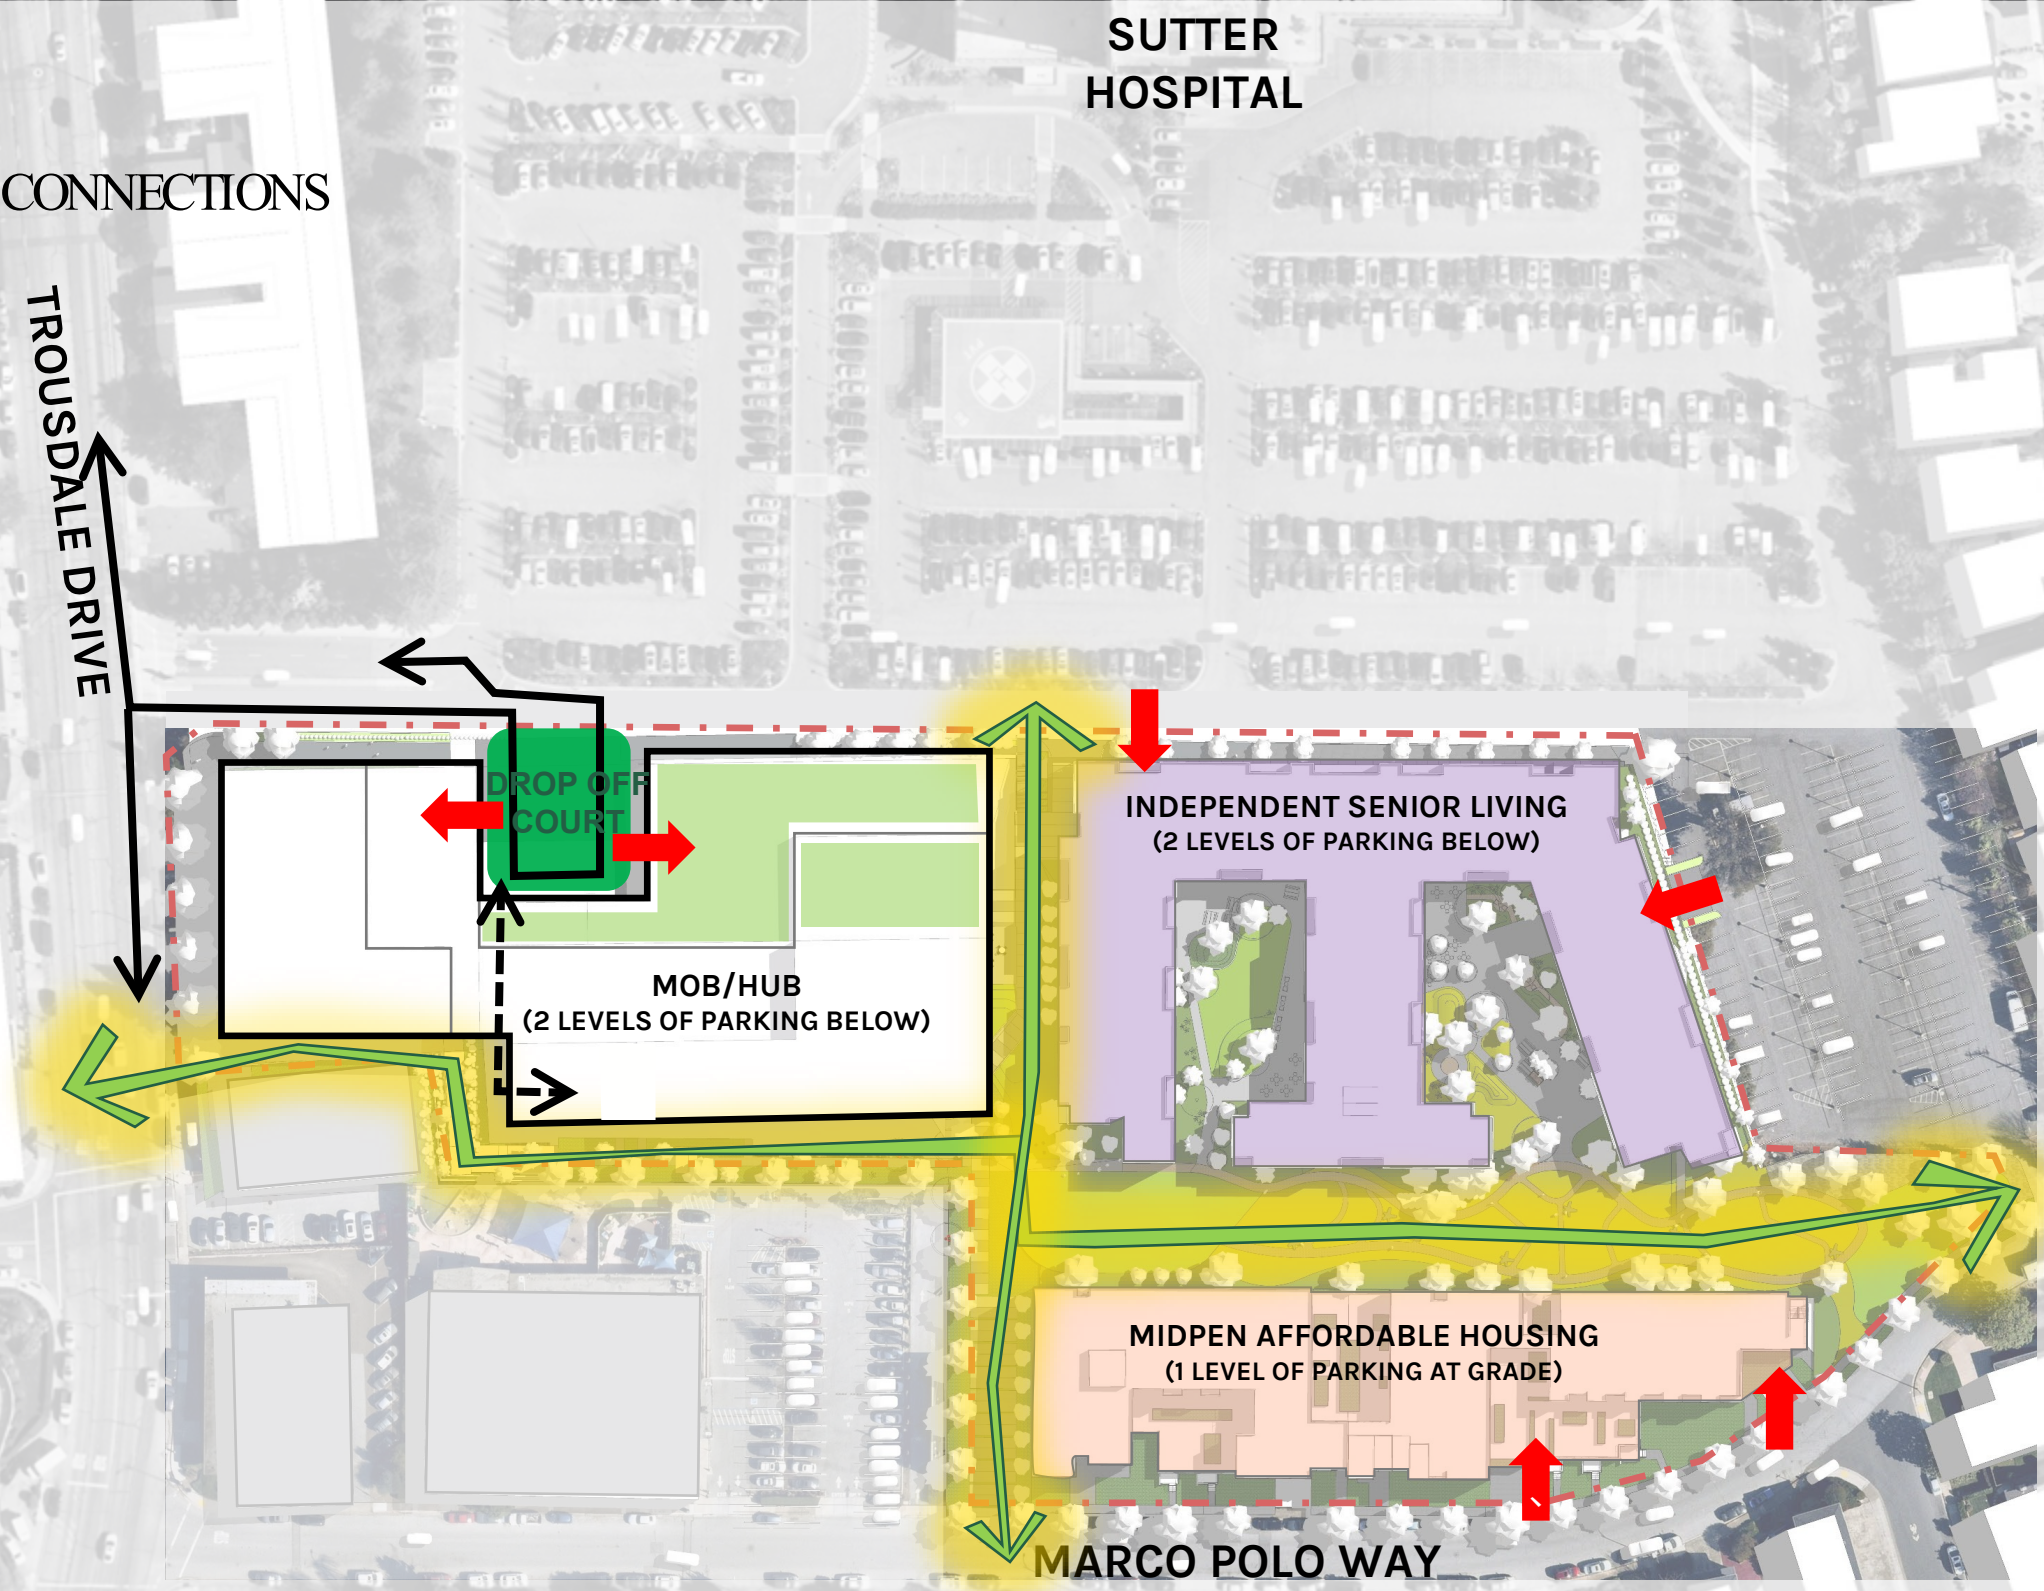 SUTTER
HOSPITAL
CONNECTIONS
TROUSDALE DRIVE
DROP OFF
COURT
INDEPENDENT SENIOR LIVING
(2 LEVELS OF PARKING BELOW)
MOB/HUB
(2 LEVELS OF PARKING BELOW)
MIDPEN AFFORDABLE HOUSING
(1 LEVEL OF PARKING AT GRADE)
MARCO POLO WAY